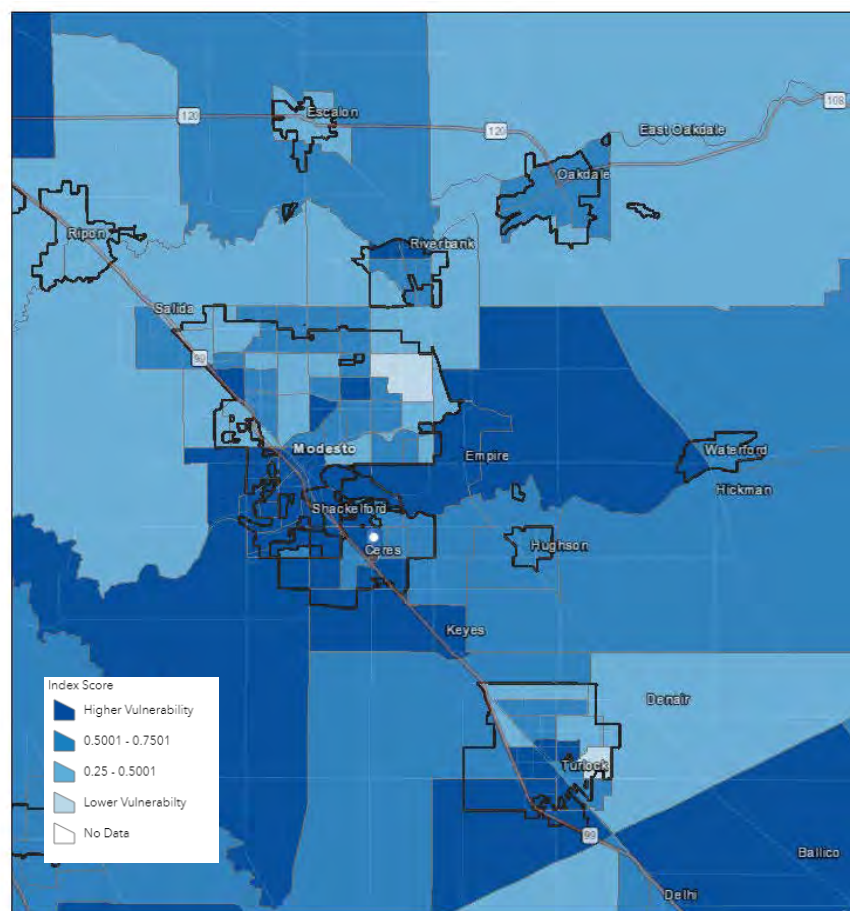 120
Escalon
108
120
East Oakdale
Oakdale
Ripon
Riverbank
Salida
99
Modesto
Empire
Waterford
Hickman
Shackelford
Ceres
Hughson
Keyes
Index Score
Higher Vulnerability
0.5001 - 0.7501
0.25 - 0.5001
Lower Vulnerabilty
No Data
Denair
Turlock
99
Ballico
Delhi